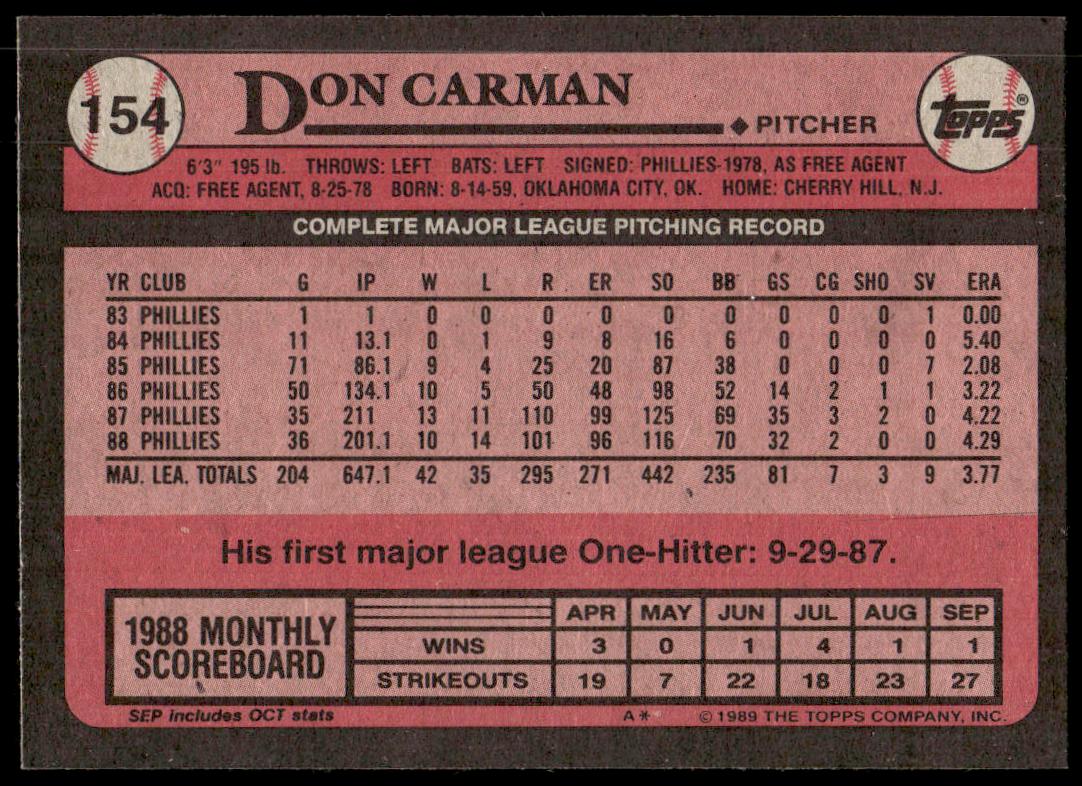 154
DON CARMAN
PITCHER
TOPPS®
6'3" 195 lb. THROWS: LEFT BATS: LEFT SIGNED: PHILLIES-1978, AS FREE AGENT
ACQ: FREE AGENT, 8-25-78 BORN: 8-14-59, OKLAHOMA CITY, OK. HOME: CHERRY HILL, N.J.
COMPLETE MAJOR LEAGUE PITCHING RECORD
YR CLUB G IP W L R ER SO BB GS CG SHO SV ERA
83 PHILLIES 1 1 0 0 0 0 0 0 0 0 0 1 0.00
84 PHILLIES 11 13.1 0 1 9 8 16 6 0 0 0 0 5.40
85 PHILLIES 71 86.1 9 4 25 20 87 38 0 0 0 7 2.08
86 PHILLIES 50 134.1 10 5 50 48 98 52 14 2 1 1 3.22
87 PHILLIES 35 211 13 11 110 99 125 69 35 3 2 0 4.22
88 PHILLIES 36 201.1 10 14 101 96 116 70 32 2 0 0 4.29
MAJ. LEA. TOTALS 204 647.1 42 35 295 271 442 235 81 7 3 9 3.77
His first major league One-Hitter: 9-29-87.
1988 MONTHLY
SCOREBOARD
APR MAY JUN JUL AUG SEP
WINS 3 0 1 4 1 1
STRIKEOUTS 19 7 22 18 23 27
SEP includes OCT stats A* © 1989 THE TOPPS COMPANY, INC.